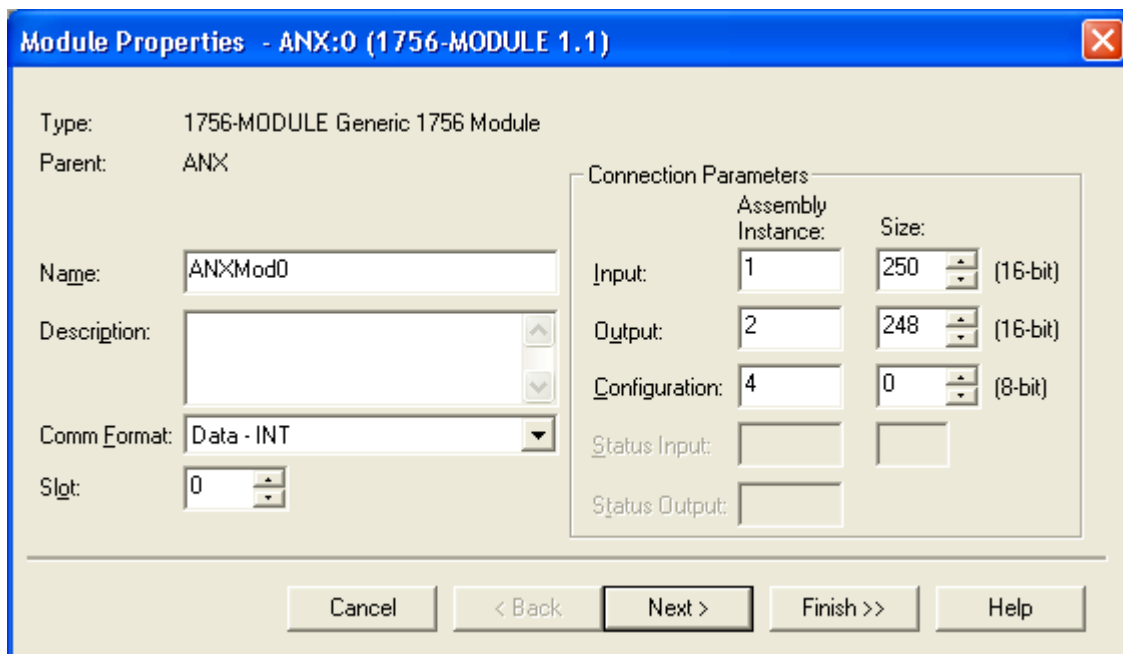 Module Properties - ANX:0 (1756-MODULE 1.1)
Type: 1756-MODULE Generic 1756 Module
Parent: ANX
Name: ANXMod0
Description:
Comm Format: Data - INT
Slot: 0
Connection Parameters
Assembly
Instance: Size:
Input: 1 250 (16-bit)
Output: 2 248 (16-bit)
Configuration: 4 0 (8-bit)
Status Input:
Status Output:
Cancel < Back Next > Finish >> Help